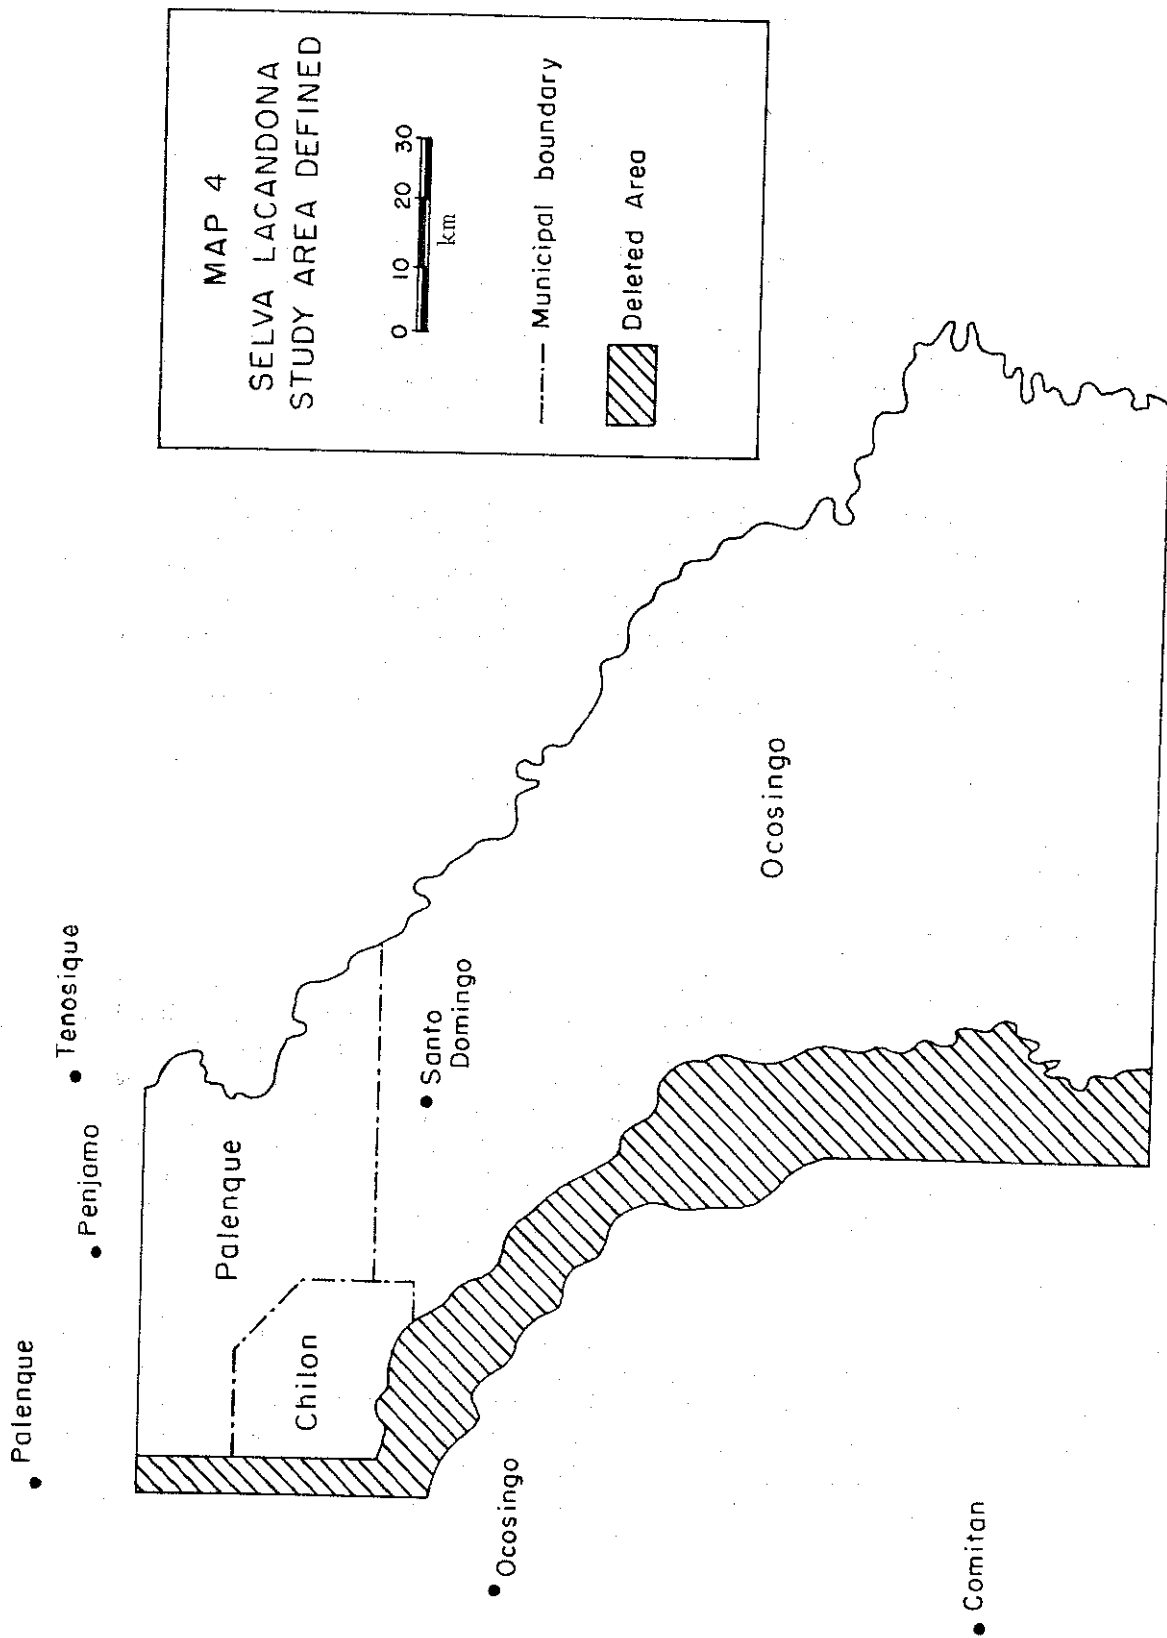 MAP 4
SELVA LACANDONA
STUDY AREA DEFINED
0 10 20 30
km
Municipal boundary
Deleted Area
Palenque
Penjamo
Tenosique
Palenque
Chilon
Santo
Domingo
Ocosingo
Ocosingo
Comitan